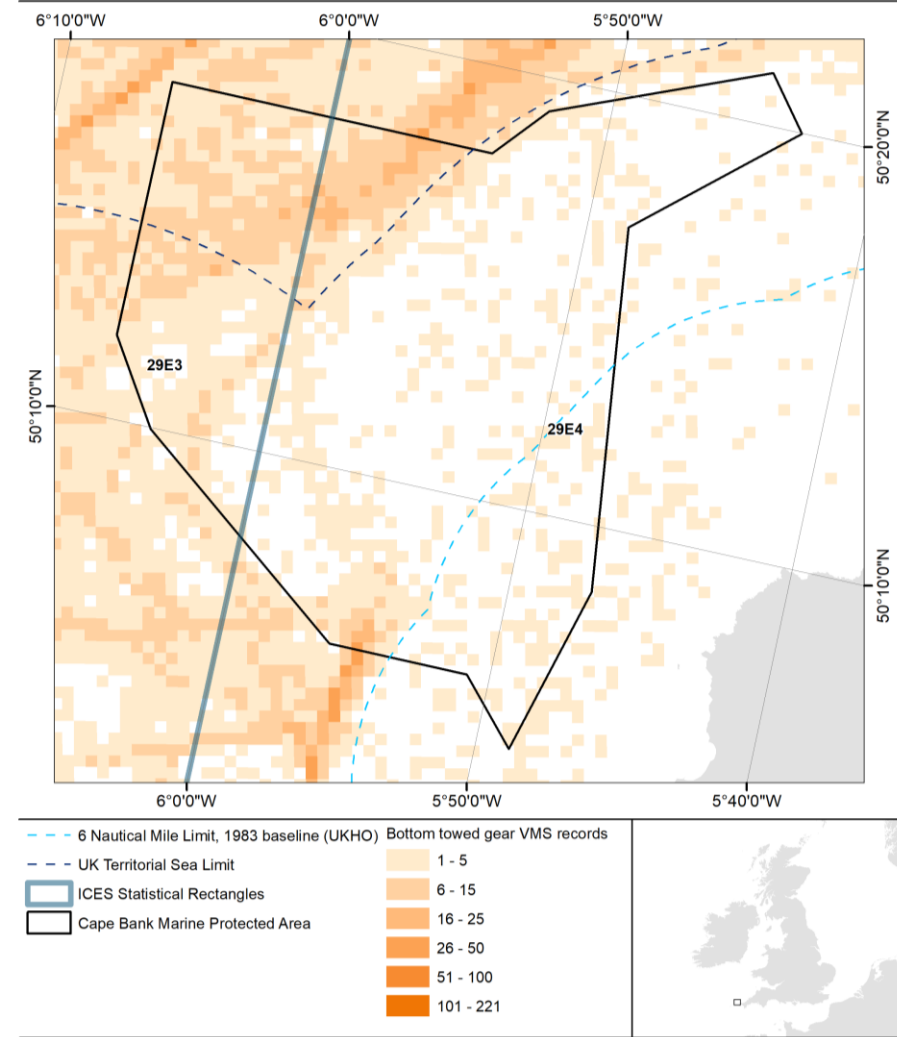 6°10'0"W 6°0'0"W 5°50'0"W
50°20'0"N
29E3
50°10'0"N
29E4
50°10'0"N
6°0'0"W 5°50'0"W 5°40'0"W
6 Nautical Mile Limit, 1983 baseline (UKHO)
UK Territorial Sea Limit
ICES Statistical Rectangles
Cape Bank Marine Protected Area
Bottom towed gear VMS records
1 - 5
6 - 15
16 - 25
26 - 50
51 - 100
101 - 221